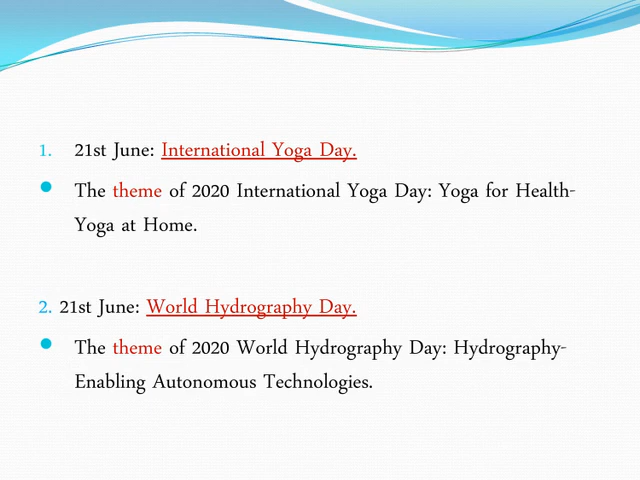 1. 21st June: International Yoga Day.
● The theme of 2020 International Yoga Day: Yoga for Health-
Yoga at Home.
2. 21st June: World Hydrography Day.
● The theme of 2020 World Hydrography Day: Hydrography-
Enabling Autonomous Technologies.